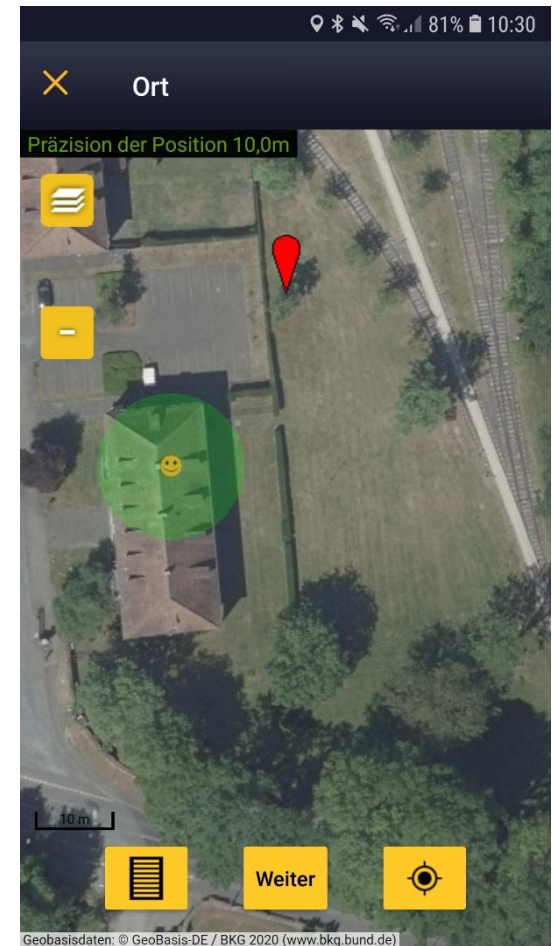 81% 10:30
Ort
Präzision der Position 10,0m
10 m
Weiter
Geobasisdaten: © GeoBasis-DE / BKG 2020 (www.bkg.bund.de)